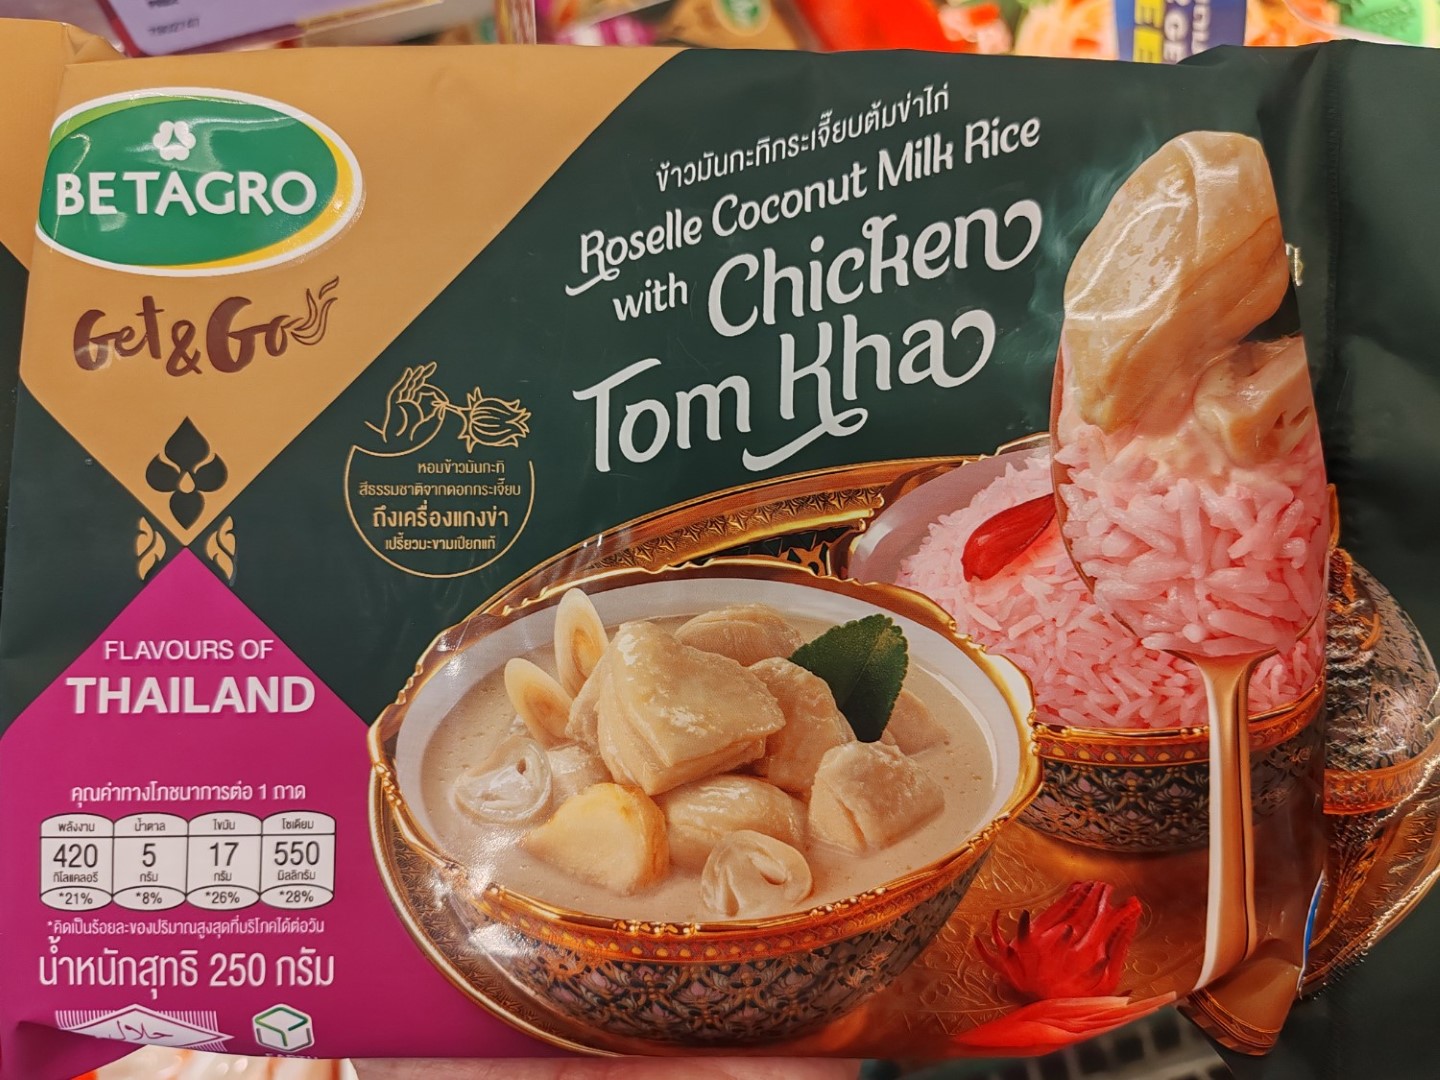 BETAGRO
Get & Go
ข้าวมันกะทิกระเจี๊ยบต้มข่าไก่
Roselle Coconut Milk Rice
with Chicken
Tom Kha
หอมข้าวมันกะทิ
สีธรรมชาติจากดอกกระเจี๊ยบ
ถึงเครื่องแกงข่า
เปรี้ยวมะขามเปียกแท้
FLAVOURS OF
THAILAND
คุณค่าทางโภชนาการต่อ 1 ถาด
พลังงาน น้ำตาล ไขมัน โซเดียม
420 5 17 550
กิโลแคลอรี กรัม กรัม มิลลิกรัม
*21% *8% *26% *28%
*คิดเป็นร้อยละของปริมาณสูงสุดที่บริโภคได้ต่อวัน
น้ำหนักสุทธิ 250 กรัม
حلال